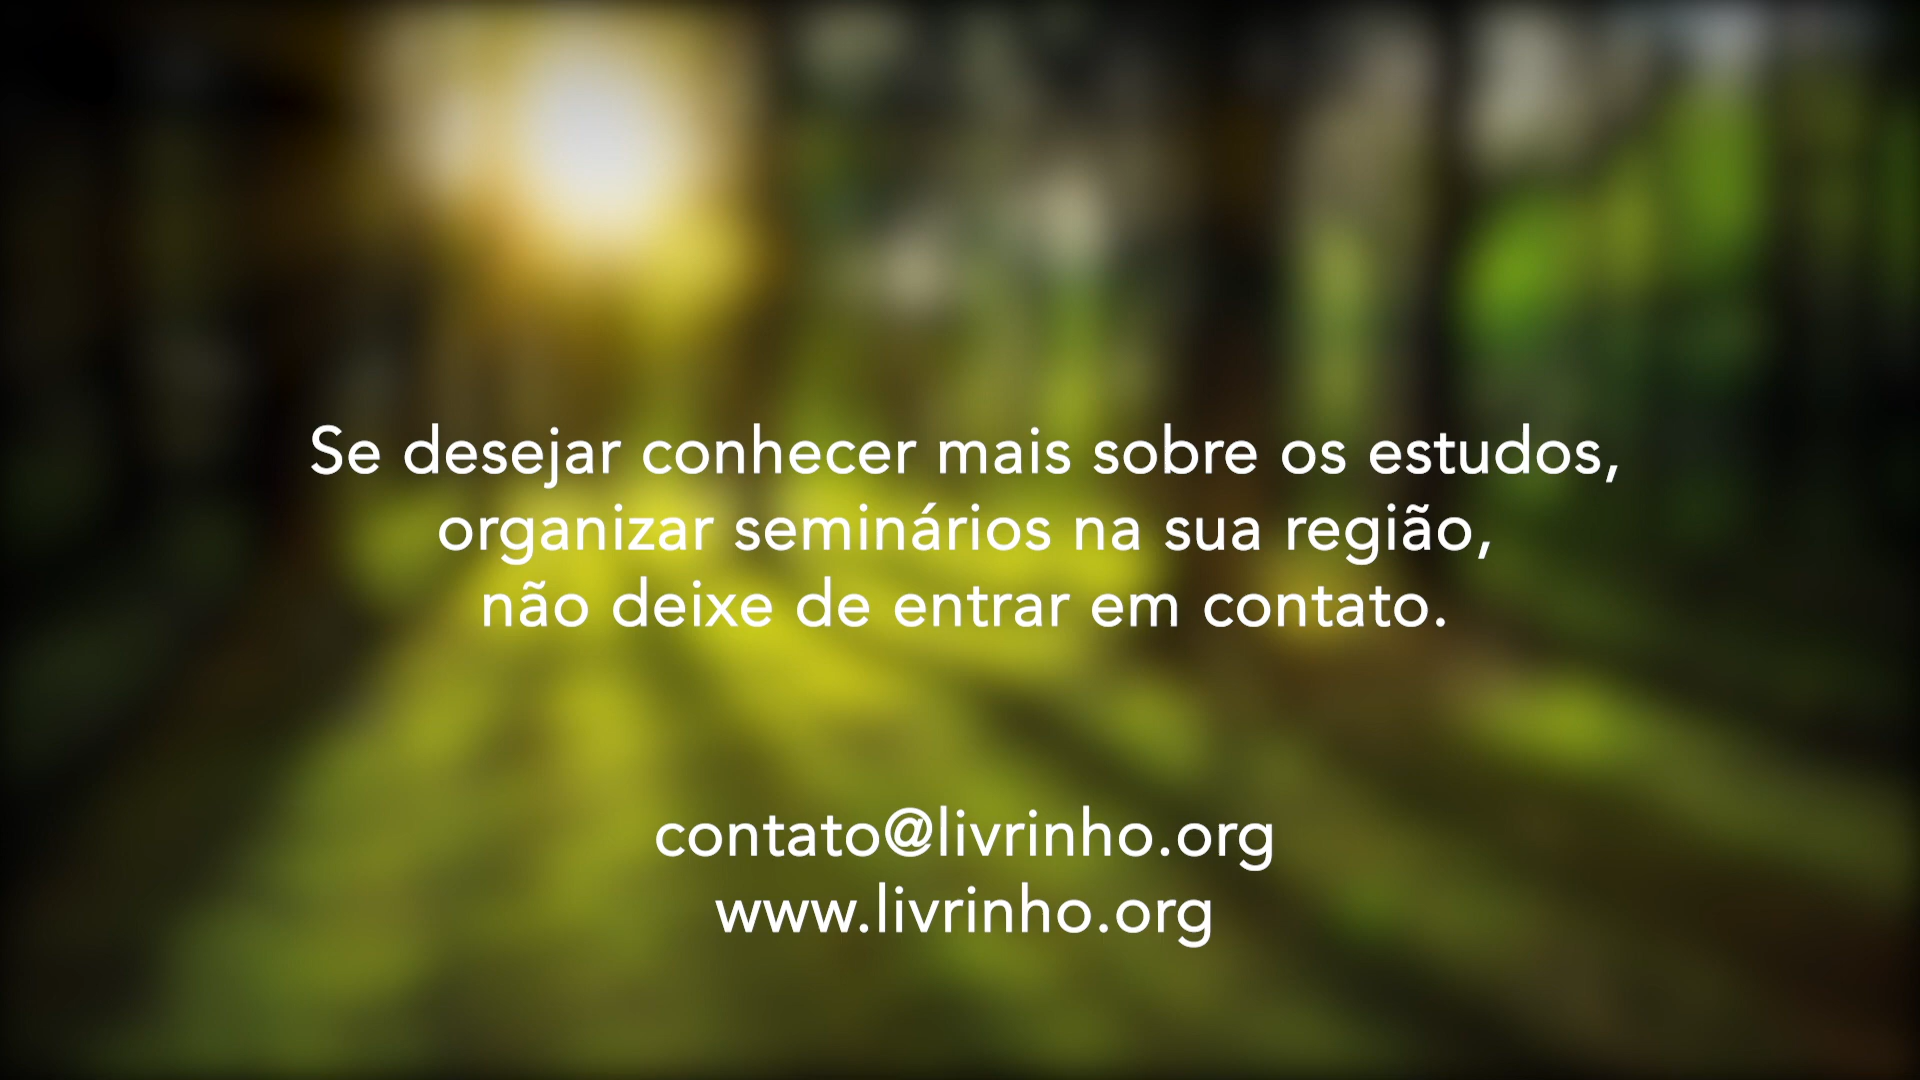 Se desejar conhecer mais sobre os estudos,
organizar seminários na sua região,
não deixe de entrar em contato.
contato@livrinho.org
www.livrinho.org